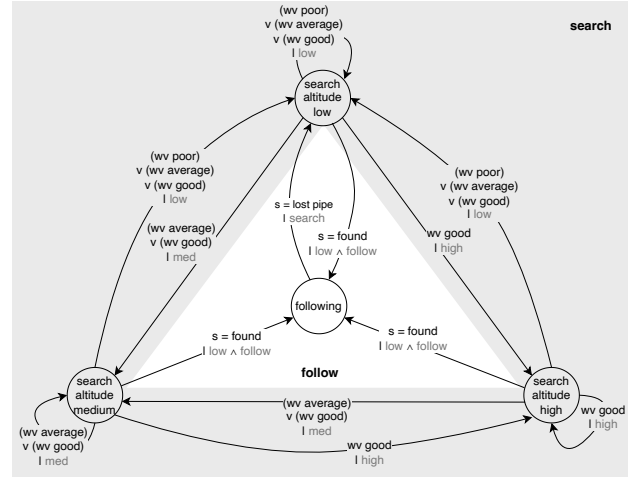 (wv poor)
v (wv average)
v (wv good)
I low
search
search
altitude
low
(wv poor)
v (wv average)
v (wv good)
I low
(wv average)
v (wv good)
I med
s = lost pipe
I search
s = found
I low ∧ follow
wv good
I high
(wv poor)
v (wv average)
v (wv good)
I low
following
s = found
I low ∧ follow
s = found
I low ∧ follow
follow
search
altitude
medium
search
altitude
high
(wv average)
v (wv good)
I med
(wv average)
v (wv good)
I med
wv good
I high
wv good
I high